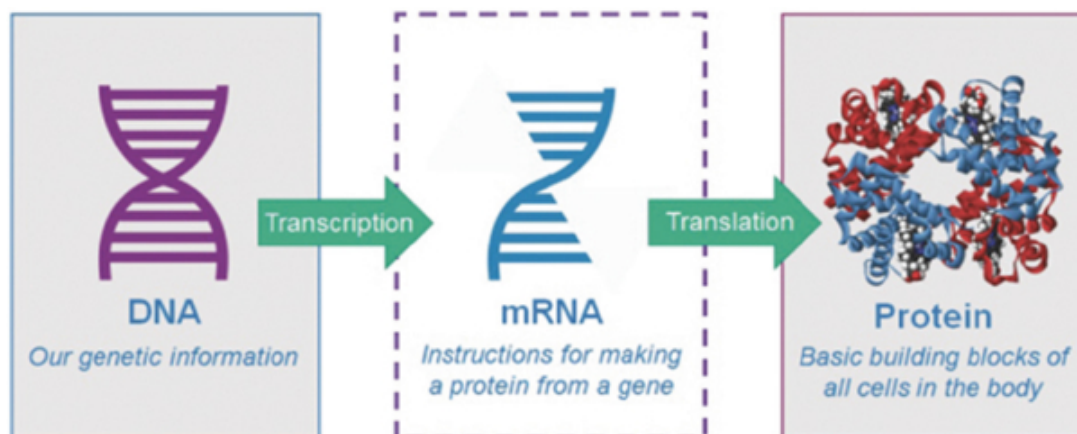 Transcription
Translation
DNA
Our genetic information
mRNA
Instructions for making
a protein from a gene
Protein
Basic building blocks of
all cells in the body